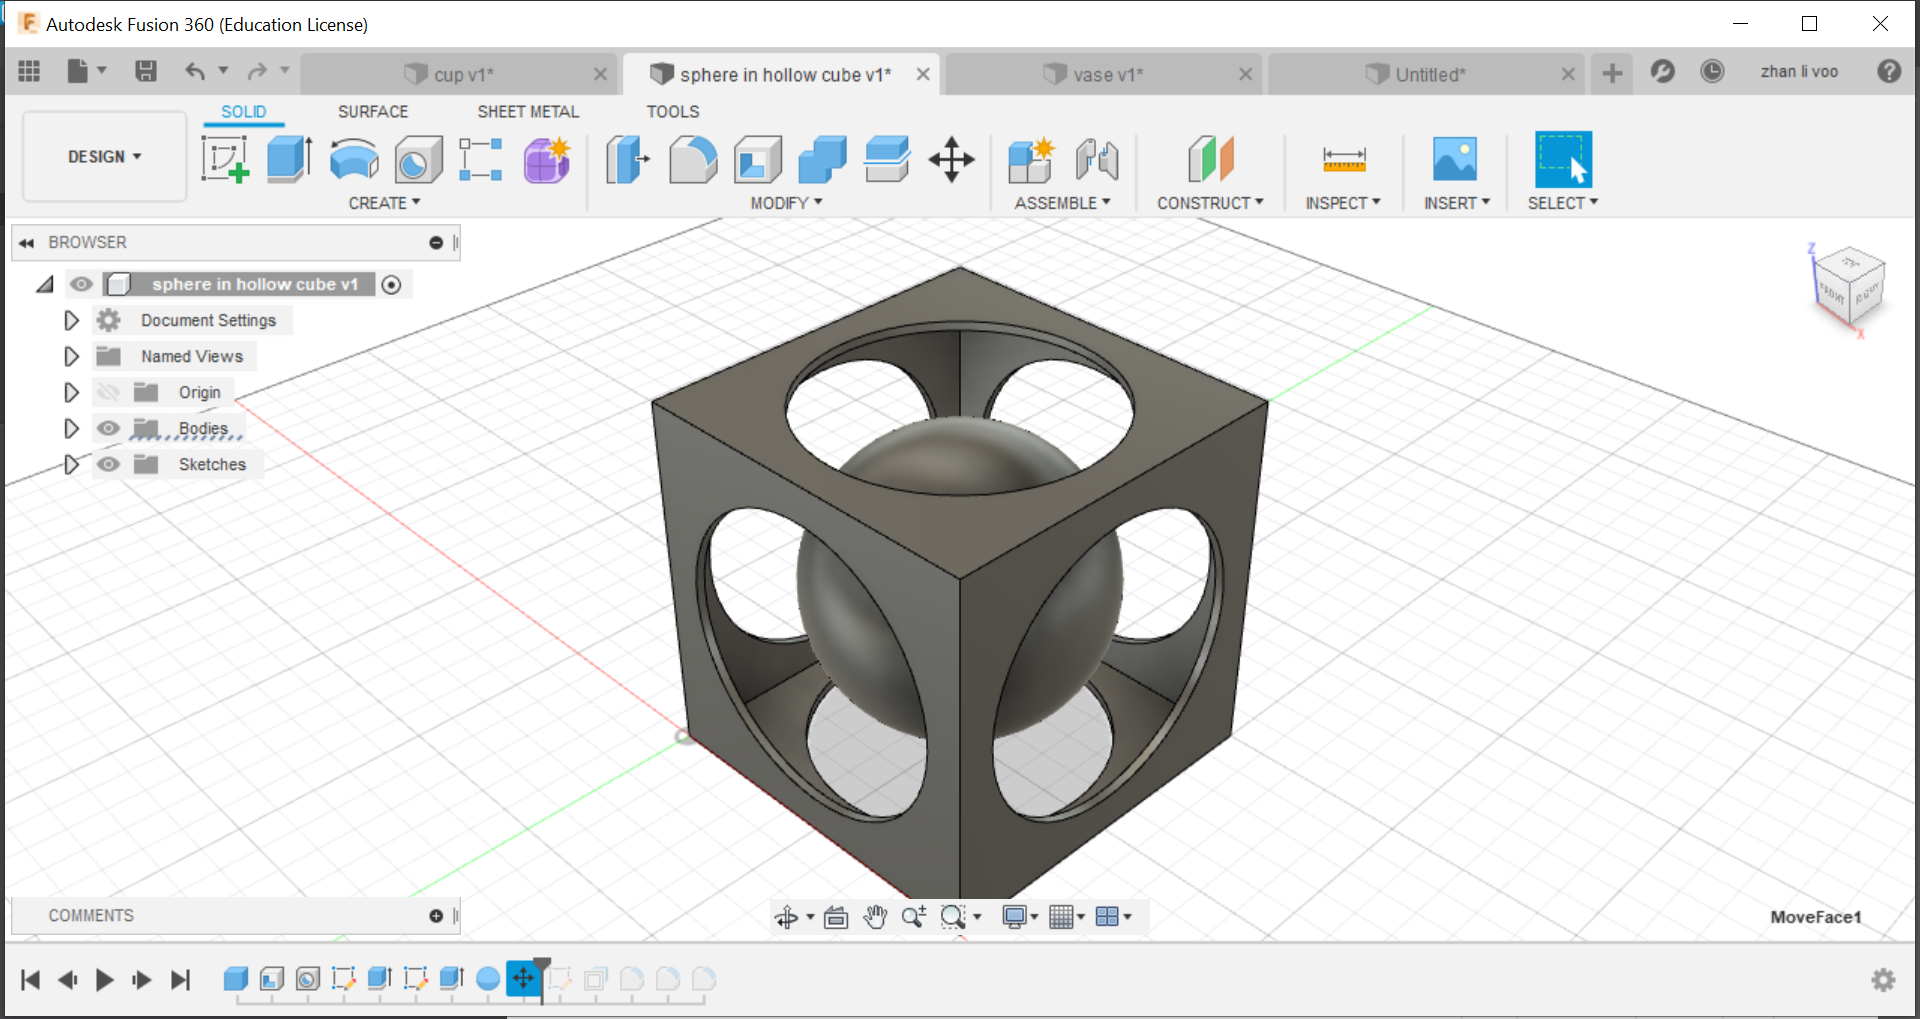 Autodesk Fusion 360 (Education License)
cup v1*
sphere in hollow cube v1*
vase v1*
Untitled*
zhan li voo
SOLID SURFACE SHEET METAL TOOLS
DESIGN
CREATE MODIFY ASSEMBLE CONSTRUCT INSPECT INSERT SELECT
BROWSER
sphere in hollow cube v1
Document Settings
Named Views
Origin
Bodies
Sketches
Z
FRONT RIGHT
X
COMMENTS
MoveFace1